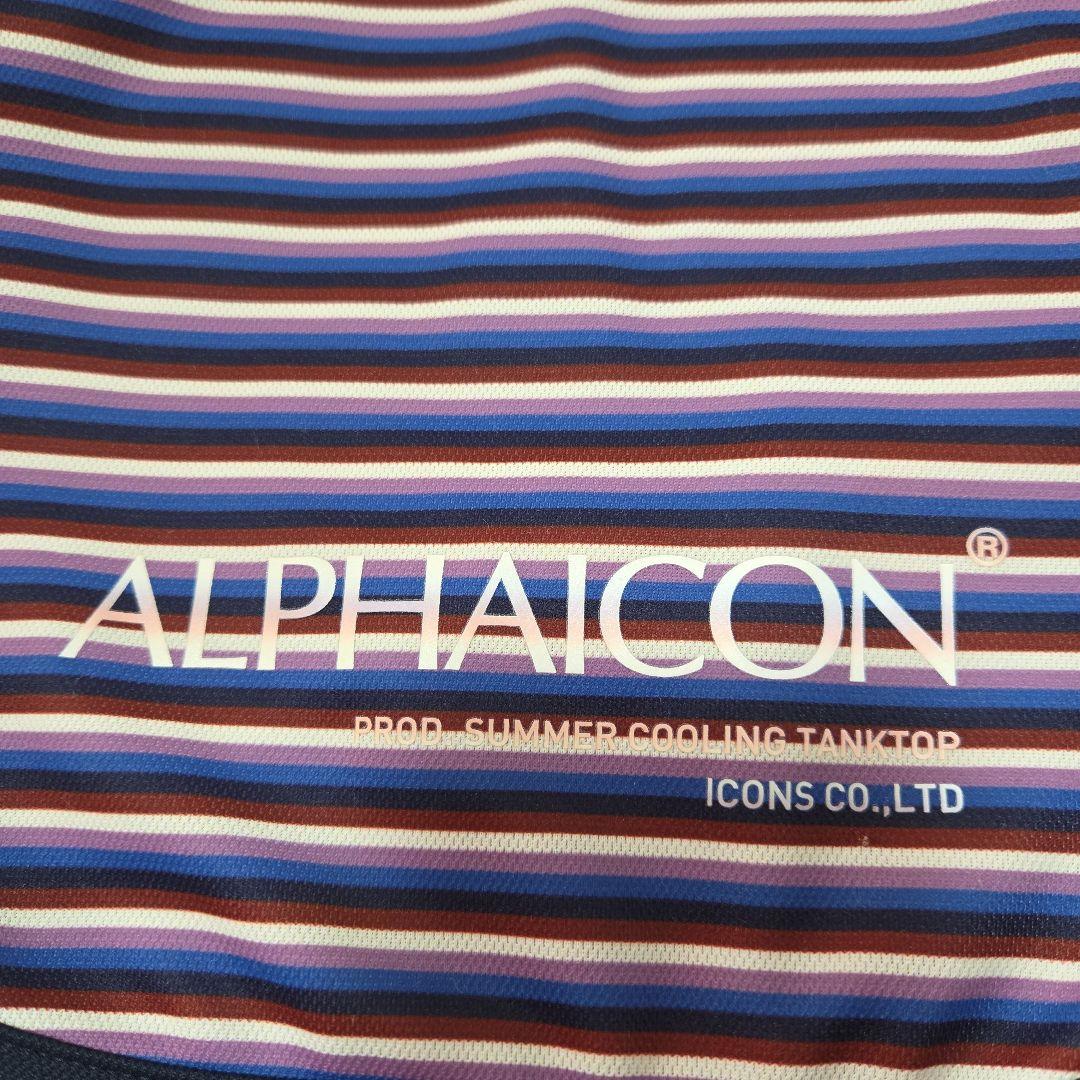 ALPHAICON®
PROD. SUMMER COOLING TANKTOP
ICONS CO.,LTD